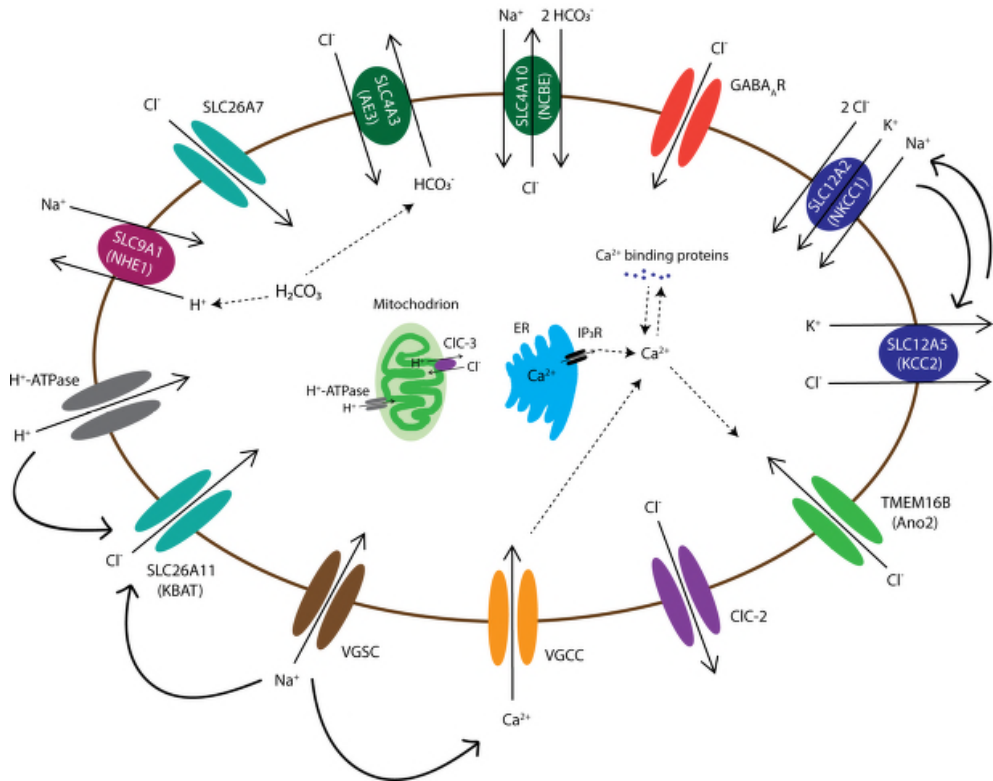 Na⁺
2 HCO₃⁻
Cl⁻
SLC4A3
(AE3)
HCO₃⁻
SLC4A10
(NCBE)
Cl⁻
Cl⁻
GABA_AR
Cl⁻
SLC26A7
2 Cl⁻
K⁺
Na⁺
SLC12A2
(NKCC1)
Na⁺
SLC9A1
(NHE1)
H⁺
H₂CO₃
Ca²⁺ binding proteins
Mitochodrion
ClC-3
H⁺
Cl⁻
H⁺-ATPase
H⁺
ER
IP₃R
Ca²⁺
Ca²⁺
K⁺
SLC12A5
(KCC2)
Cl⁻
H⁺-ATPase
H⁺
Cl⁻
SLC26A11
(KBAT)
VGSC
Na⁺
VGCC
Ca²⁺
Cl⁻
ClC-2
TMEM16B
(Ano2)
Cl⁻